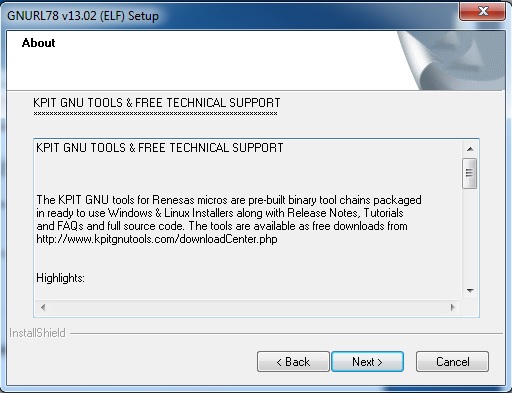 GNURL78 v13.02 (ELF) Setup
About
KPIT GNU TOOLS & FREE TECHNICAL SUPPORT
xxxxxxxxxxxxxxxxxxxxxxxxxxxxxxxxxxxxxxxxxxxxxxxxx
KPIT GNU TOOLS & FREE TECHNICAL SUPPORT
The KPIT GNU tools for Renesas micros are pre-built binary tool chains packaged
in ready to use Windows & Linux Installers along with Release Notes, Tutorials
and FAQs and full source code. The tools are available as free downloads from
http://www.kpitgnutools.com/downloadCenter.php
Highlights:
InstallShield
< Back Next > Cancel